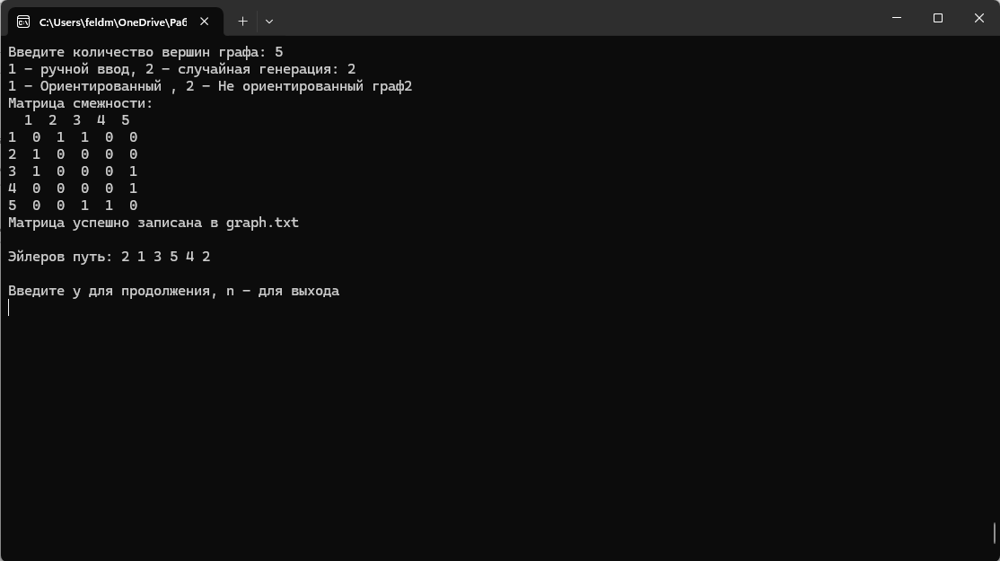 C:\Users\feldm\OneDrive\Раб
Введите количество вершин графа: 5
1 - ручной ввод, 2 - случайная генерация: 2
1 - Ориентированный , 2 - Не ориентированный граф2
Матрица смежности:
1 2 3 4 5
1 0 1 1 0 0
2 1 0 0 0 0
3 1 0 0 0 1
4 0 0 0 0 1
5 0 0 1 1 0
Матрица успешно записана в graph.txt
Эйлеров путь: 2 1 3 5 4 2
Введите y для продолжения, n - для выхода